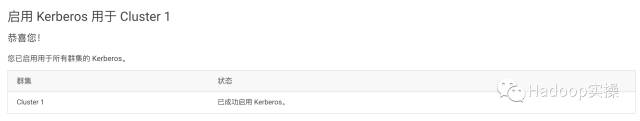 启用 Kerberos 用于 Cluster 1
恭喜您！
您已启用用于所有群集的 Kerberos。
群集 状态
Cluster 1 已成功启用 Kerberos。
Hadoop实操